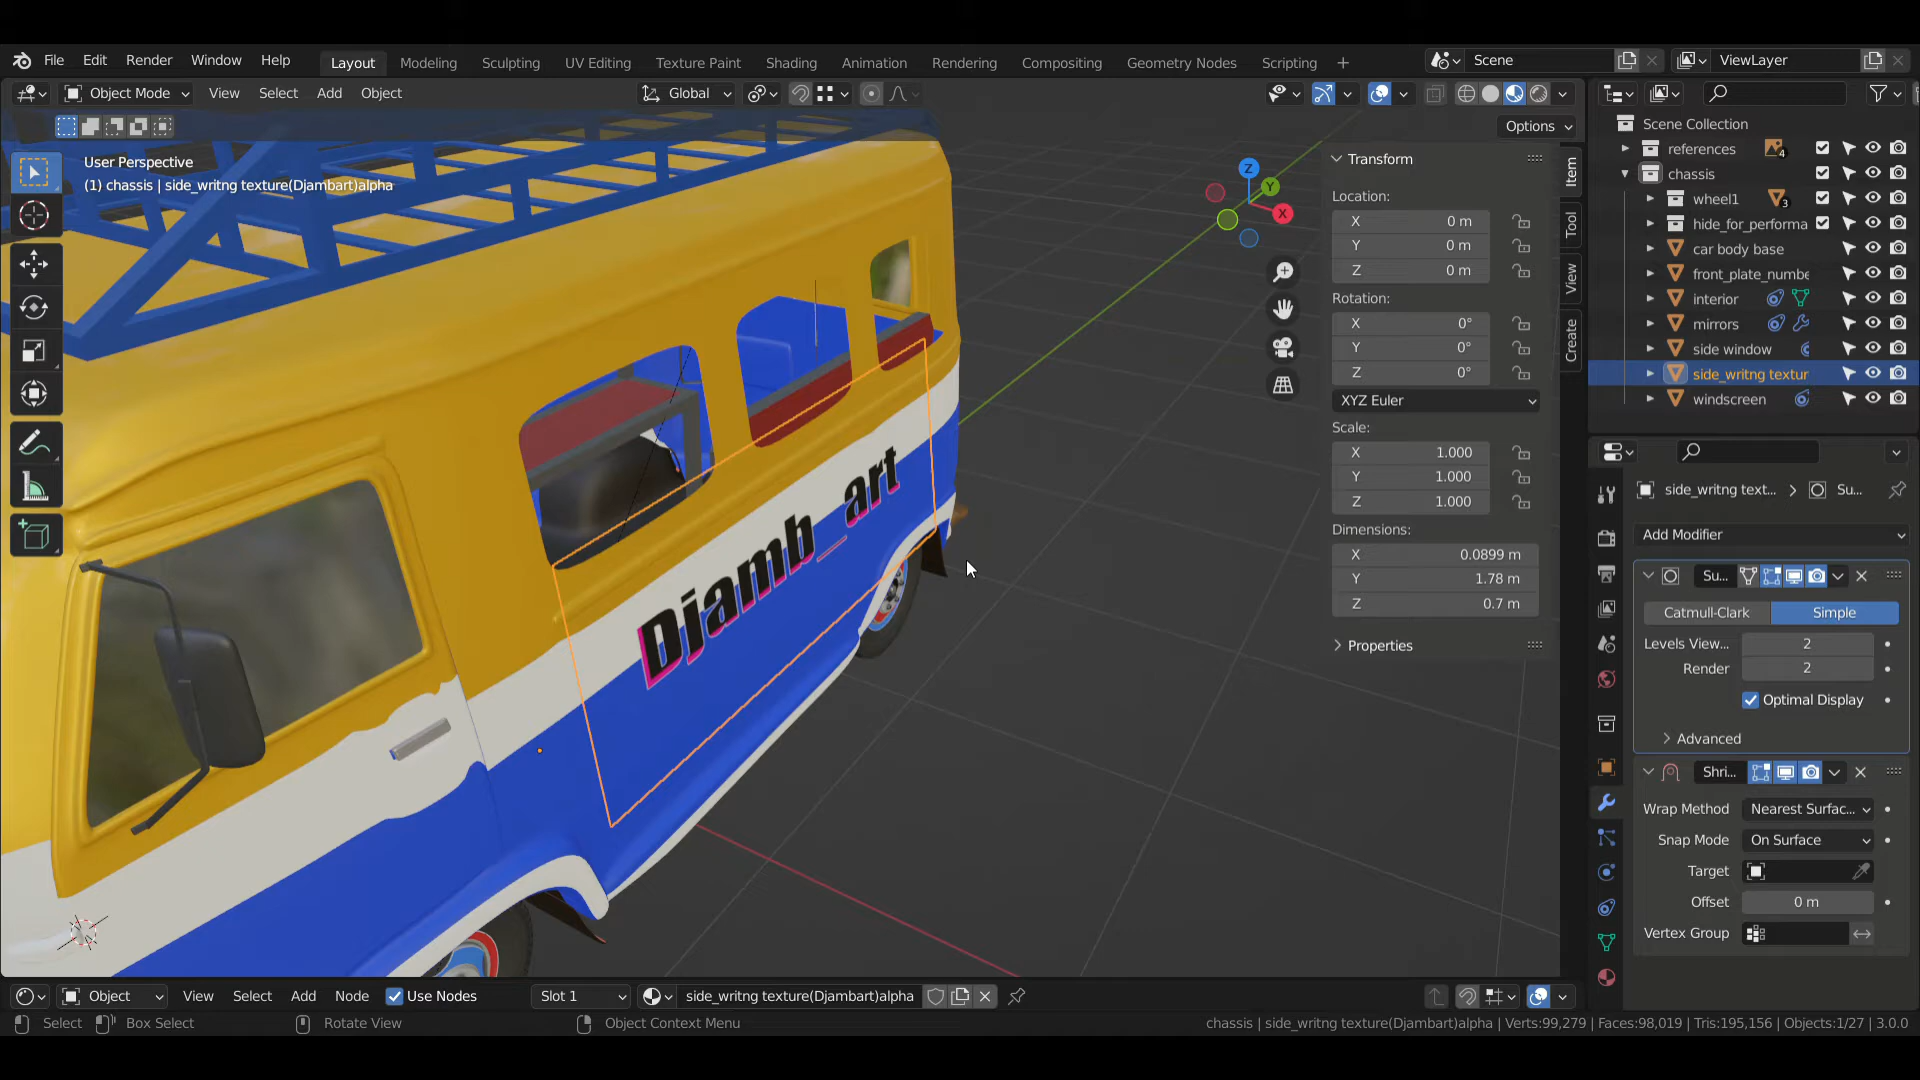 File Edit Render Window Help Layout Modeling Sculpting UV Editing Texture Paint Shading Animation Rendering Compositing Geometry Nodes Scripting + Scene ViewLayer
Object Mode View Select Add Object Global
Options
User Perspective
(1) chassis | side_writng texture(Djambart)alpha
Z
Y
X
Transform
Location:
X 0 m
Y 0 m
Z 0 m
Rotation:
X 0°
Y 0°
Z 0°
XYZ Euler
Scale:
X 1.000
Y 1.000
Z 1.000
Dimensions:
X 0.0899 m
Y 1.78 m
Z 0.7 m
Properties
Item
Tool
View
Create
Djamb_art
Scene Collection
references 4
chassis
wheel1 3
hide_for_performa
car body base
front_plate_numbe
interior
mirrors
side window
side_writng textur
windscreen
side_writng text... Su...
Add Modifier
Su...
Catmull-Clark Simple
Levels View... 2
Render 2
Optimal Display
Advanced
Shri...
Wrap Method Nearest Surfac...
Snap Mode On Surface
Target
Offset 0 m
Vertex Group
Object View Select Add Node Use Nodes Slot 1 side_writng texture(Djambart)alpha
Select Box Select Rotate View Object Context Menu chassis | side_writng texture(Djambart)alpha | Verts:99,279 | Faces:98,019 | Tris:195,156 | Objects:1/27 | 3.0.0